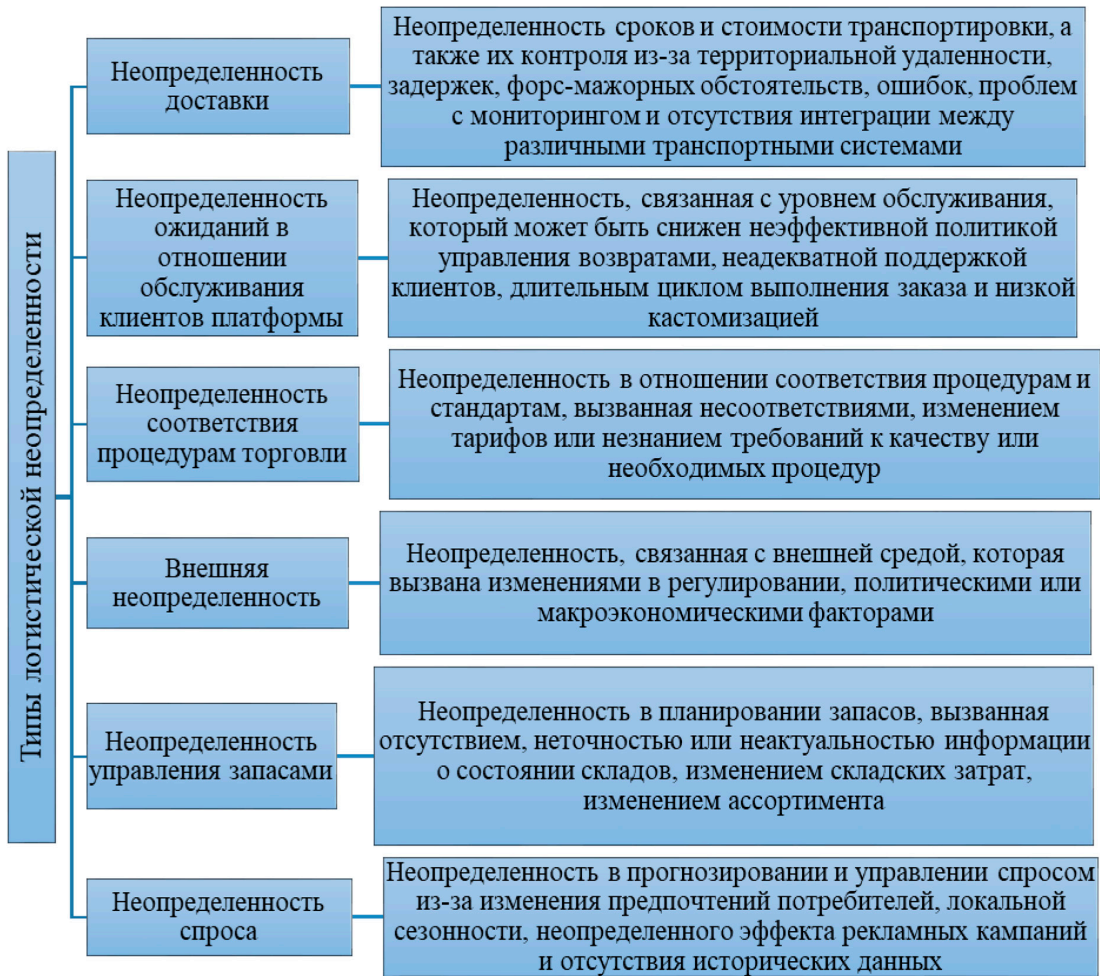 Типы логистической неопределенности
Неопределенность
доставки
Неопределенность сроков и стоимости транспортировки, а
также их контроля из-за территориальной удаленности,
задержек, форс-мажорных обстоятельств, ошибок, проблем
с мониторингом и отсутствия интеграции между
различными транспортными системами
Неопределенность
ожиданий в
отношении
обслуживания
клиентов платформы
Неопределенность, связанная с уровнем обслуживания,
который может быть снижен неэффективной политикой
управления возвратами, неадекватной поддержкой
клиентов, длительным циклом выполнения заказа и низкой
кастомизацией
Неопределенность
соответствия
процедурам торговли
Неопределенность в отношении соответствия процедурам и
стандартам, вызванная несоответствиями, изменением
тарифов или незнанием требований к качеству или
необходимых процедур
Внешняя
неопределенность
Неопределенность, связанная с внешней средой, которая
вызвана изменениями в регулировании, политическими или
макроэкономическими факторами
Неопределенность
управления запасами
Неопределенность в планировании запасов, вызванная
отсутствием, неточностью или неактуальностью информации
о состоянии складов, изменением складских затрат,
изменением ассортимента
Неопределенность
спроса
Неопределенность в прогнозировании и управлении спросом
из-за изменения предпочтений потребителей, локальной
сезонности, неопределенного эффекта рекламных кампаний
и отсутствия исторических данных